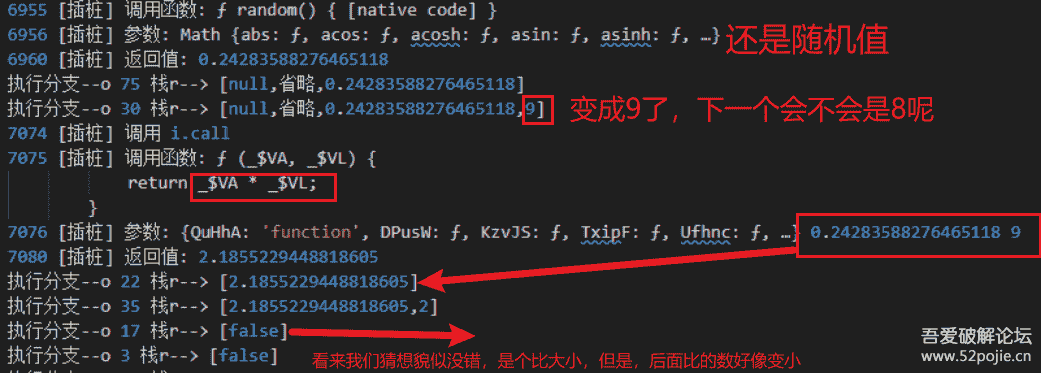 6955 [插桩] 调用函数: ƒ random() { [native code] }
6956 [插桩] 参数: Math {abs: ƒ, acos: ƒ, acosh: ƒ, asin: ƒ, asinh: ƒ, …} 还是随机值
6960 [插桩] 返回值: 0.24283588276465118
执行分支--o 75 栈r--> [null,省略,0.24283588276465118]
执行分支--o 30 栈r--> [null,省略,0.24283588276465118,9] 变成9了，下一个会不会是8呢
7074 [插桩] 调用 i.call
7075 [插桩] 调用函数: ƒ (_$VA, _$VL) {
return _$VA * _$VL;
}
7076 [插桩] 参数: {QuHhA: 'function', DPusW: ƒ, KzvJS: ƒ, TxipF: ƒ, Ufhnc: ƒ, …} 0.24283588276465118 9
7080 [插桩] 返回值: 2.1855229448818605
执行分支--o 22 栈r--> [2.1855229448818605]
执行分支--o 35 栈r--> [2.1855229448818605,2]
执行分支--o 17 栈r--> [false]
看来我们猜想貌似没错，是个比大小，但是，后面比的数好像变小
执行分支--o 3 栈r--> [false]
吾爱破解论坛
www.52pojie.cn